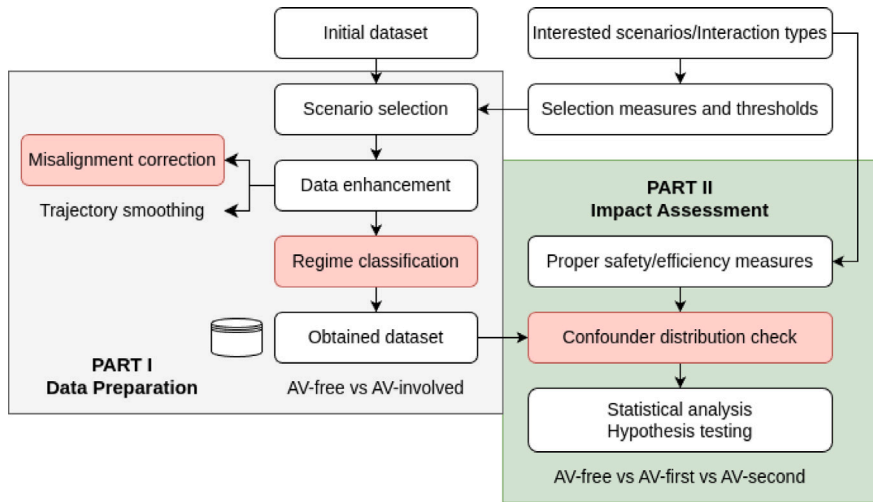 Initial dataset
Interested scenarios/Interaction types
Scenario selection
Selection measures and thresholds
Misalignment correction
Data enhancement
Trajectory smoothing
PART II
Impact Assessment
Regime classification
Proper safety/efficiency measures
Obtained dataset
Confounder distribution check
PART I
Data Preparation
AV-free vs AV-involved
Statistical analysis
Hypothesis testing
AV-free vs AV-first vs AV-second